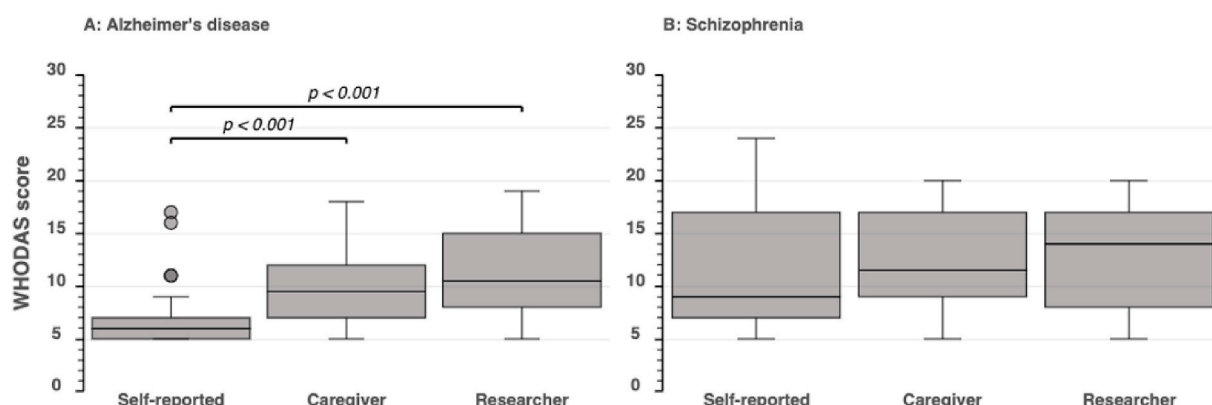 A: Alzheimer's disease
B: Schizophrenia
WHODAS score
30
25
20
15
10
5
0
p < 0.001
p < 0.001
Self-reported
Caregiver
Researcher
30
25
20
15
10
5
0
Self-reported
Caregiver
Researcher